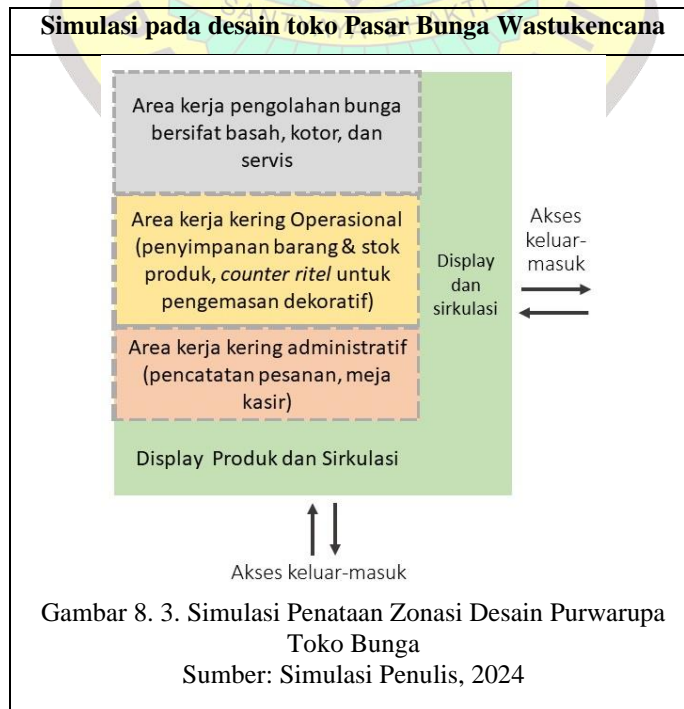 Simulasi pada desain toko Pasar Bunga Wastukencana
Area kerja pengolahan bunga
bersifat basah, kotor, dan
servis
Area kerja kering Operasional
(penyimpanan barang & stok
produk, counter ritel untuk
pengemasan dekoratif)
Area kerja kering administratif
(pencatatan pesanan, meja
kasir)
Display Produk dan Sirkulasi
Display
dan
sirkulasi
Akses
keluar-
masuk
Akses keluar-masuk
Gambar 8. 3. Simulasi Penataan Zonasi Desain Purwarupa
Toko Bunga
Sumber: Simulasi Penulis, 2024